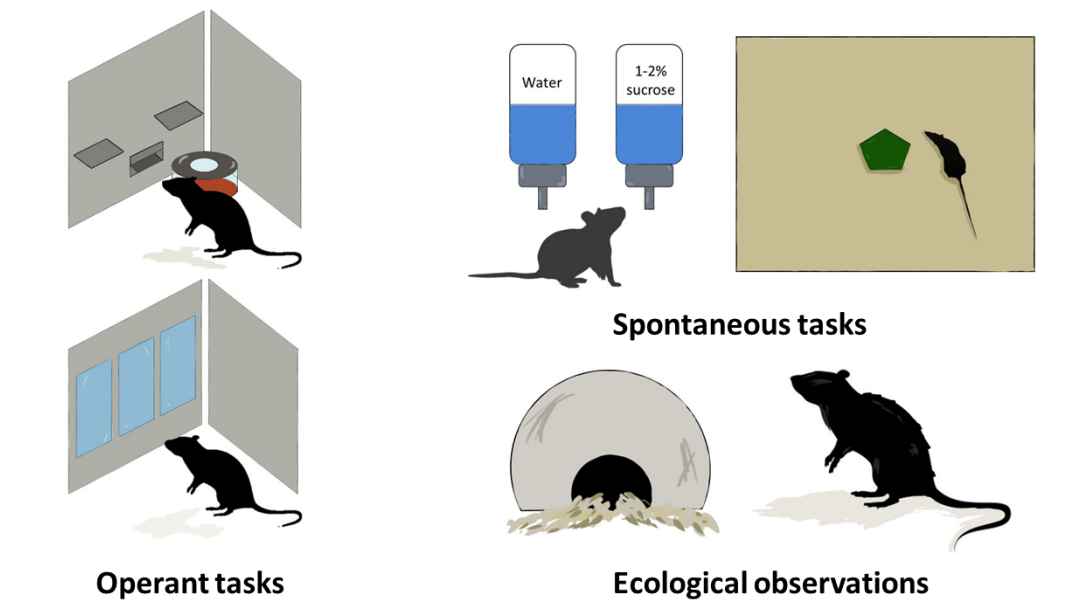 Water
1-2%
sucrose
Spontaneous tasks
Operant tasks
Ecological observations